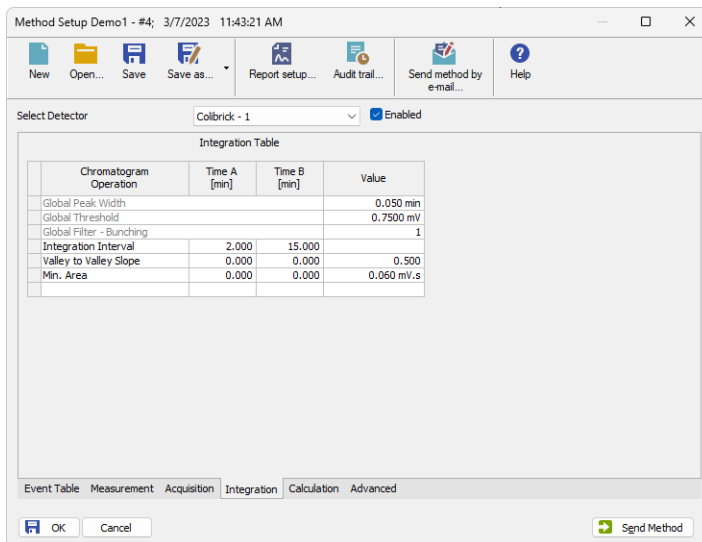 Method Setup Demo1 - #4;  3/7/2023  11:43:21 AM
New Open... Save Save as... Report setup... Audit trail... Send method by e-mail... Help
Select Detector Colibrick - 1 Enabled
Integration Table
Chromatogram Operation Time A [min] Time B [min] Value
Global Peak Width 0.050 min
Global Threshold 0.7500 mV
Global Filter - Bunching 1
Integration Interval 2.000 15.000
Valley to Valley Slope 0.000 0.000 0.500
Min. Area 0.000 0.000 0.060 mV.s
Event Table Measurement Acquisition Integration Calculation Advanced
OK Cancel Send Method